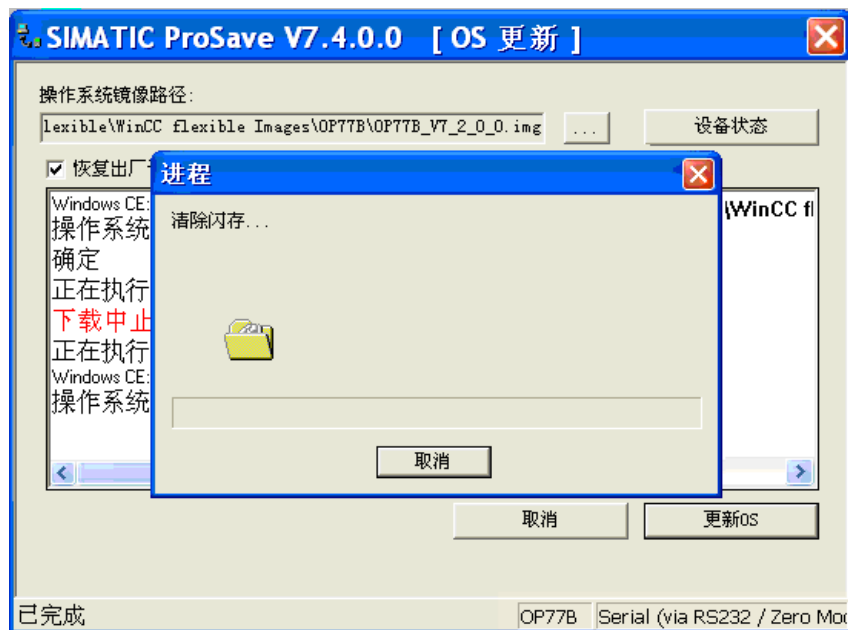 SIMATIC ProSave V7.4.0.0 [ OS 更新 ]
操作系统镜像路径:
lexible\WinCC flexible Images\OP77B\OP77B_V7_2_0_0.img
...
设备状态
恢复出厂
进程
清除闪存...
取消
Windows CE:
\WinCC fl
操作系统
确定
正在执行
下载中止
正在执行
Windows CE:
操作系统
取消
更新OS
已完成
OP77B
Serial (via RS232 / Zero Mo